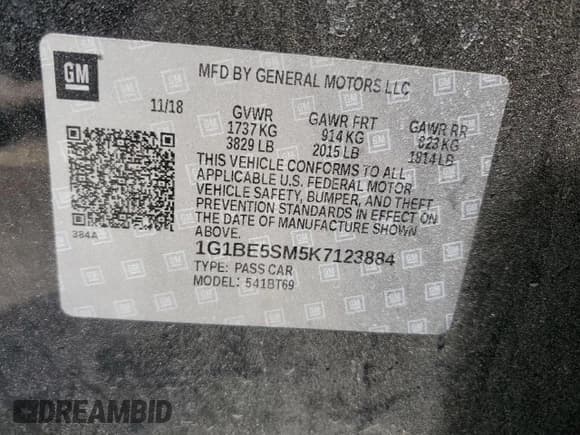 GM
MFD BY GENERAL MOTORS LLC
11/18 GVWR GAWR FRT GAWR RR
1737 KG 914 KG 823 KG
3829 LB 2015 LB 1814 LB
THIS VEHICLE CONFORMS TO ALL
APPLICABLE U.S. FEDERAL MOTOR
VEHICLE SAFETY, BUMPER, AND THEFT
PREVENTION STANDARDS IN EFFECT ON
THE DATE OF MANUFACTURE SHOWN
ABOVE.
384A
1G1BE5SM5K7123884
TYPE: PASS CAR
MODEL: 541BT69
DREAMBID